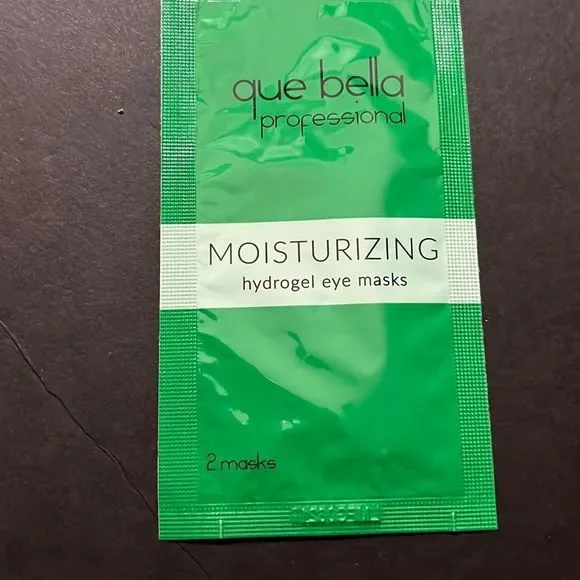 que bella
professional
MOISTURIZING
hydrogel eye masks
2 masks